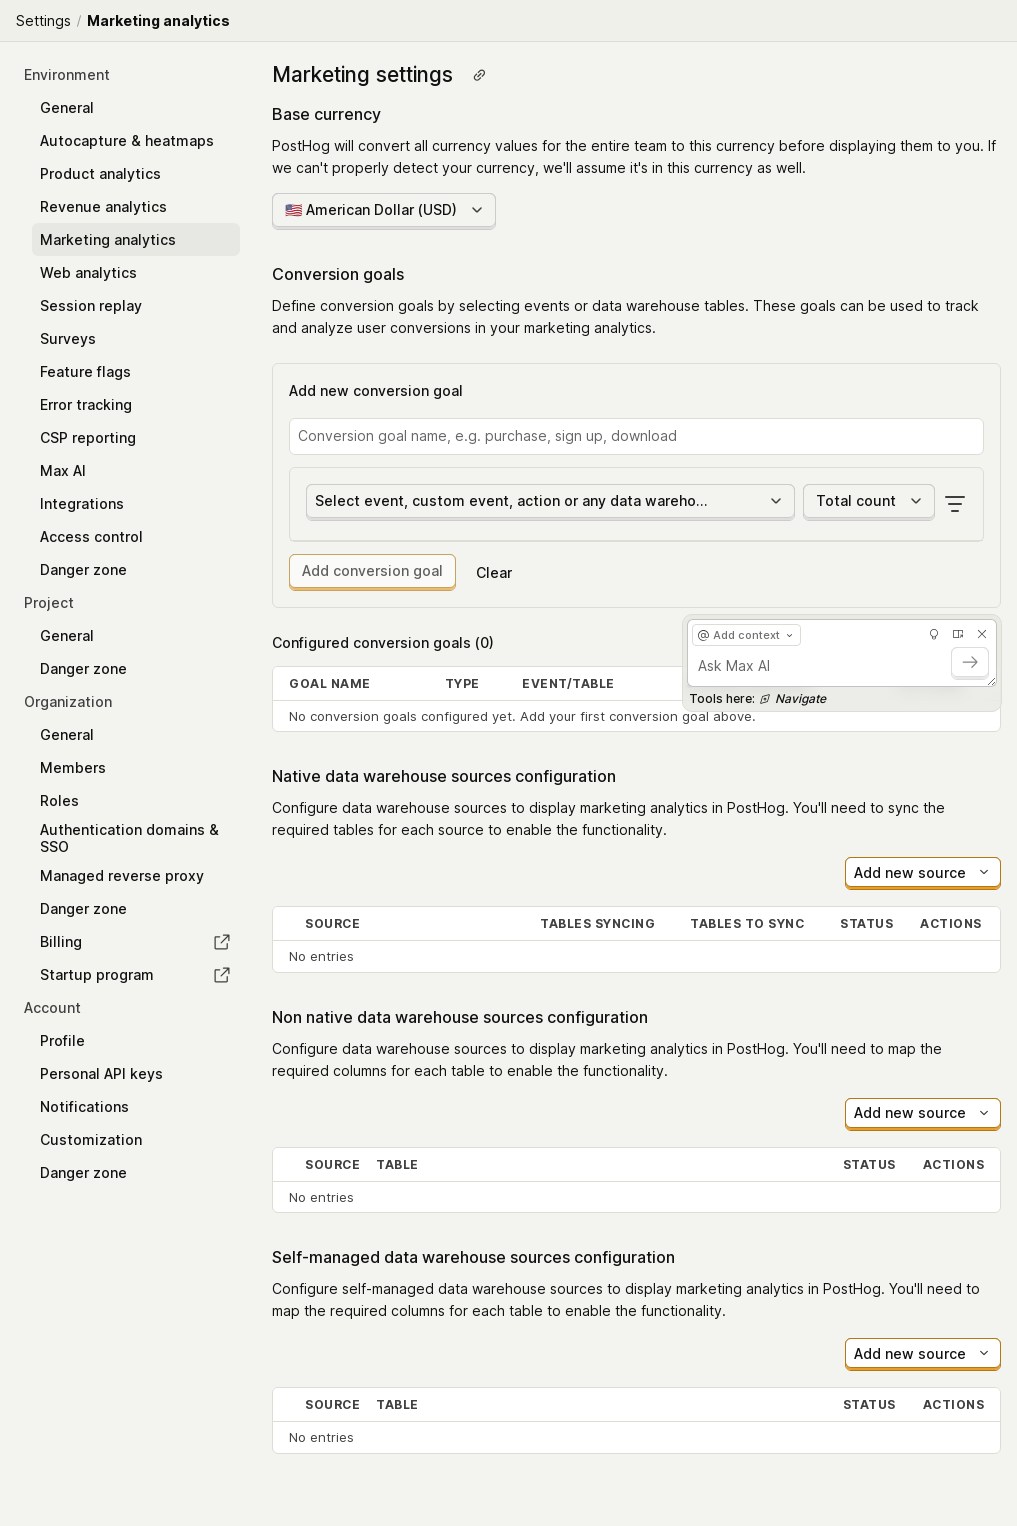 Settings / Marketing analytics
Environment
General
Autocapture & heatmaps
Product analytics
Revenue analytics
Marketing analytics
Web analytics
Session replay
Surveys
Feature flags
Error tracking
CSP reporting
Max AI
Integrations
Access control
Danger zone
Project
General
Danger zone
Organization
General
Members
Roles
Authentication domains &
SSO
Managed reverse proxy
Danger zone
Billing
Startup program
Account
Profile
Personal API keys
Notifications
Customization
Danger zone
Marketing settings
Base currency
PostHog will convert all currency values for the entire team to this currency before displaying them to you. If
we can't properly detect your currency, we'll assume it's in this currency as well.
American Dollar (USD)
Conversion goals
Define conversion goals by selecting events or data warehouse tables. These goals can be used to track
and analyze user conversions in your marketing analytics.
Add new conversion goal
Conversion goal name, e.g. purchase, sign up, download
Select event, custom event, action or any data wareho... Total count
Add conversion goal Clear
Configured conversion goals (0)
GOAL NAME TYPE EVENT/TABLE
No conversion goals configured yet. Add your first conversion goal above.
@ Add context
Ask Max AI
Tools here: Navigate
Native data warehouse sources configuration
Configure data warehouse sources to display marketing analytics in PostHog. You'll need to sync the
required tables for each source to enable the functionality.
Add new source
SOURCE TABLES SYNCING TABLES TO SYNC STATUS ACTIONS
No entries
Non native data warehouse sources configuration
Configure data warehouse sources to display marketing analytics in PostHog. You'll need to map the
required columns for each table to enable the functionality.
Add new source
SOURCE TABLE STATUS ACTIONS
No entries
Self-managed data warehouse sources configuration
Configure self-managed data warehouse sources to display marketing analytics in PostHog. You'll need to
map the required columns for each table to enable the functionality.
Add new source
SOURCE TABLE STATUS ACTIONS
No entries